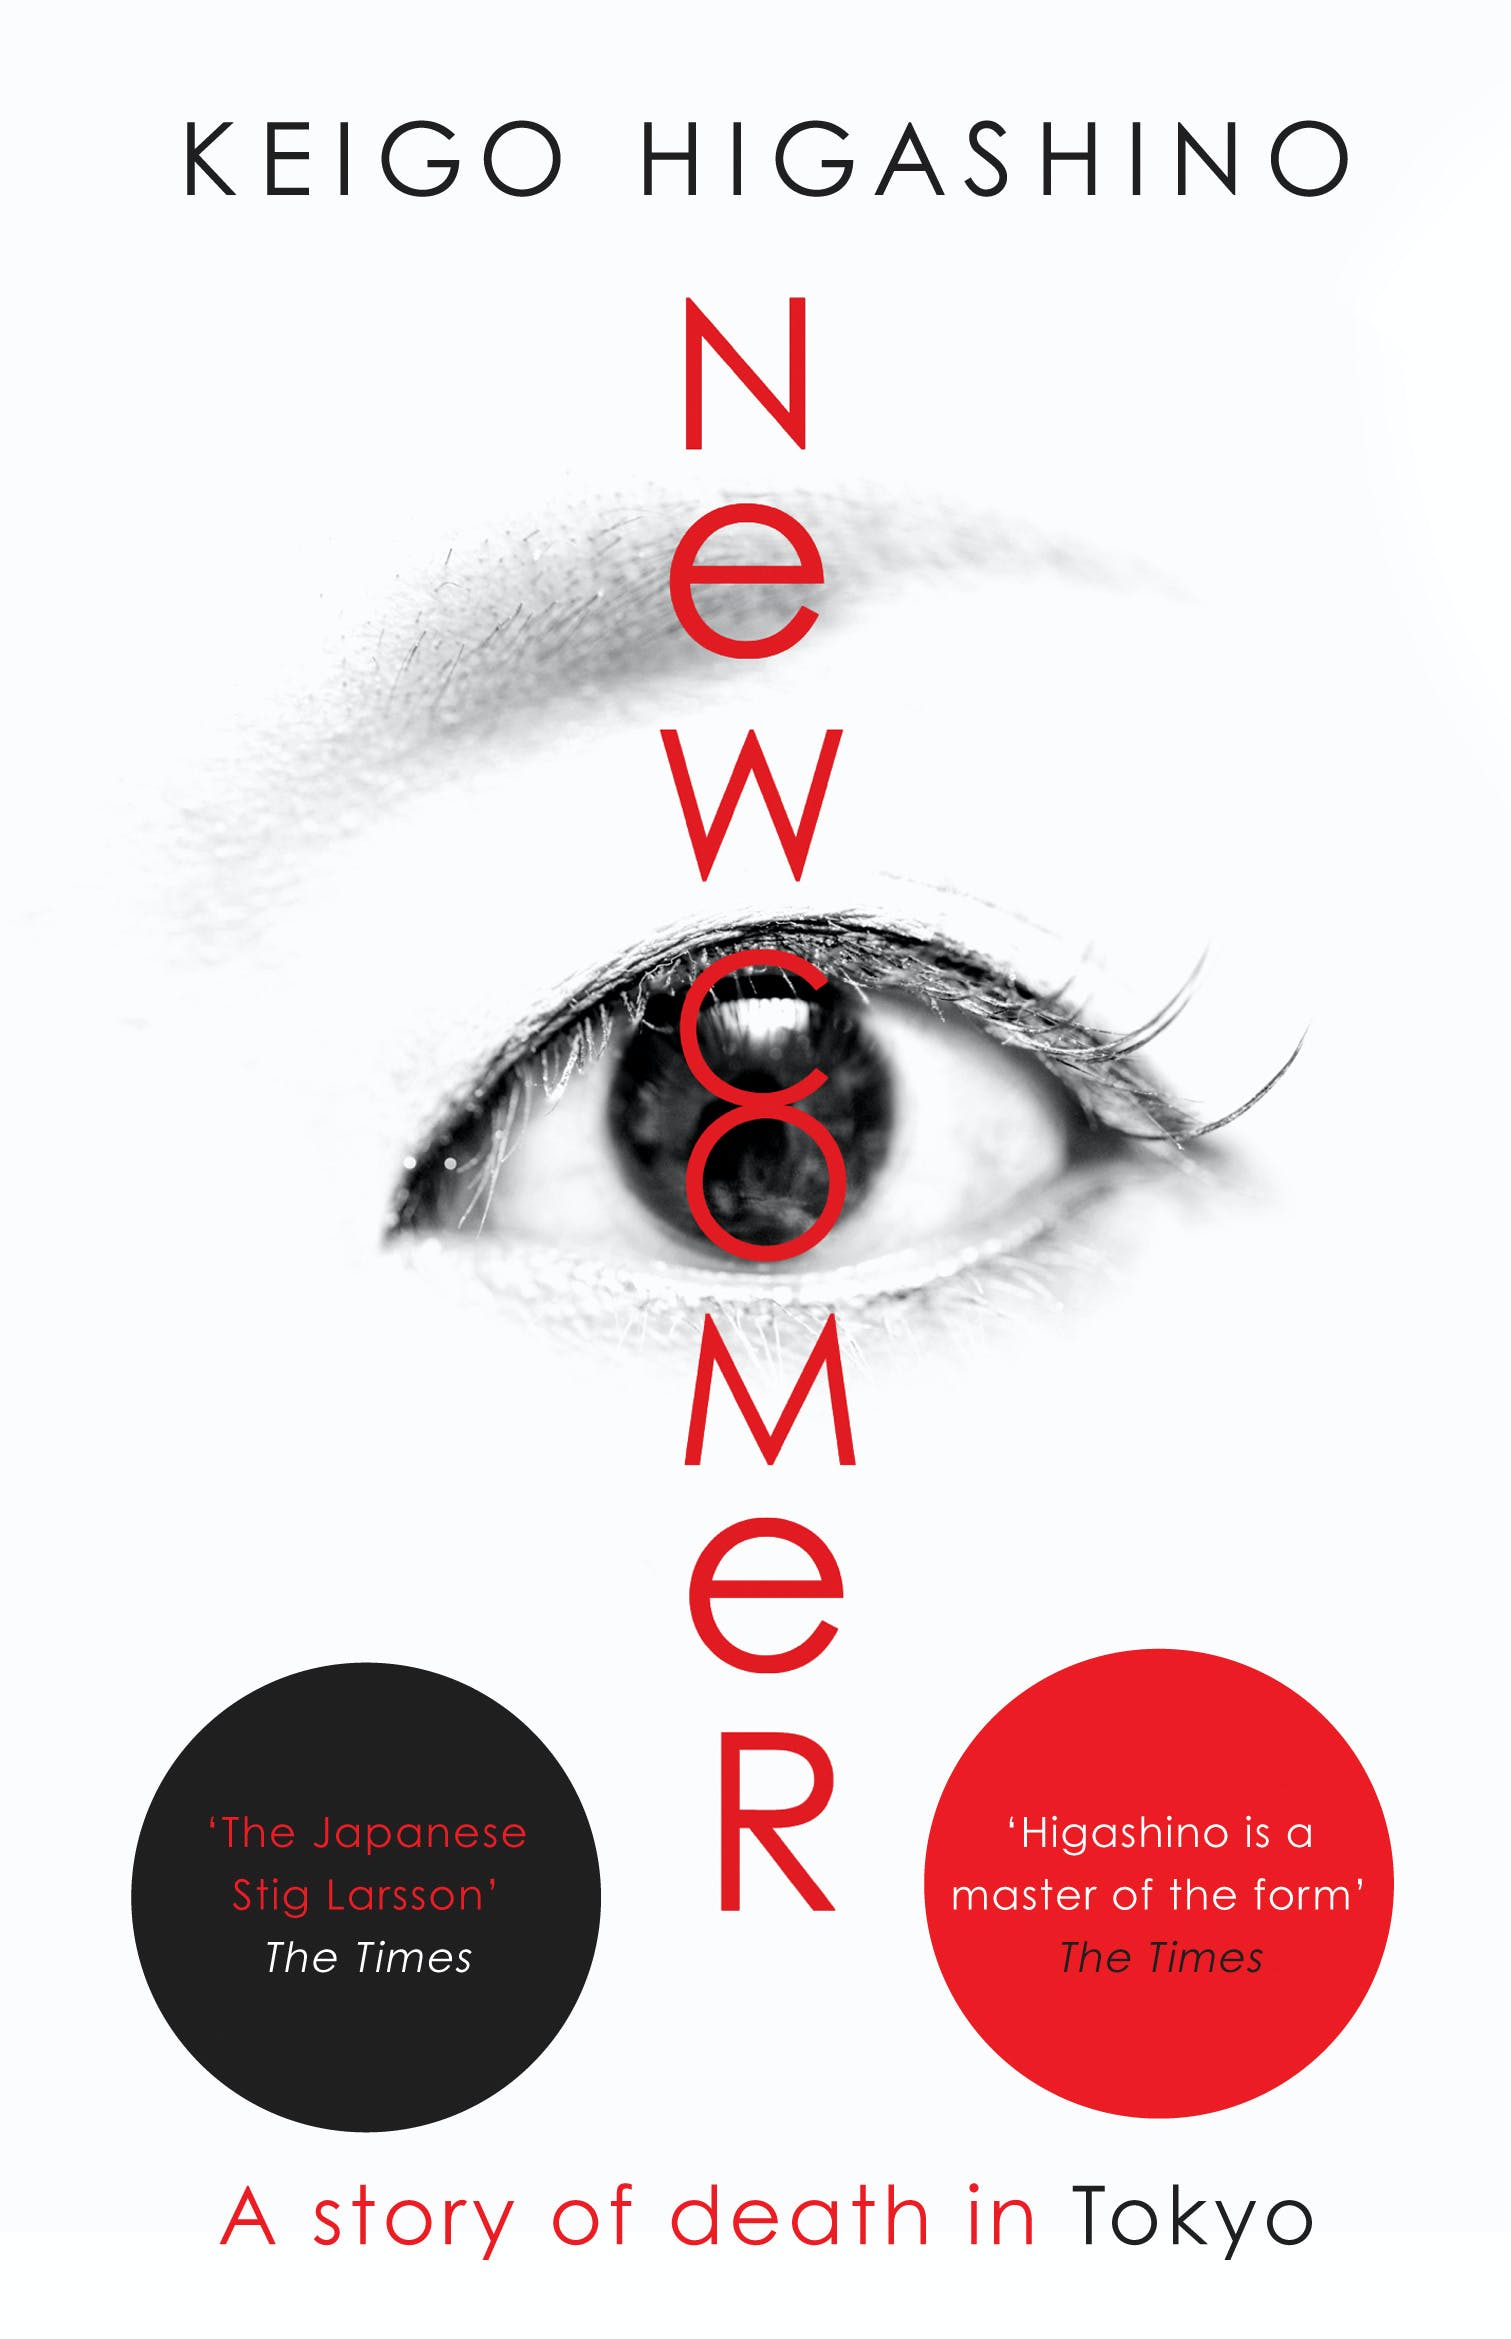 KEIGO HIGASHINO
N
e
W
C
O
M
e
R
‘The Japanese
Stig Larsson’
The Times
‘Higashino is a
master of the form’
The Times
A story of death in Tokyo